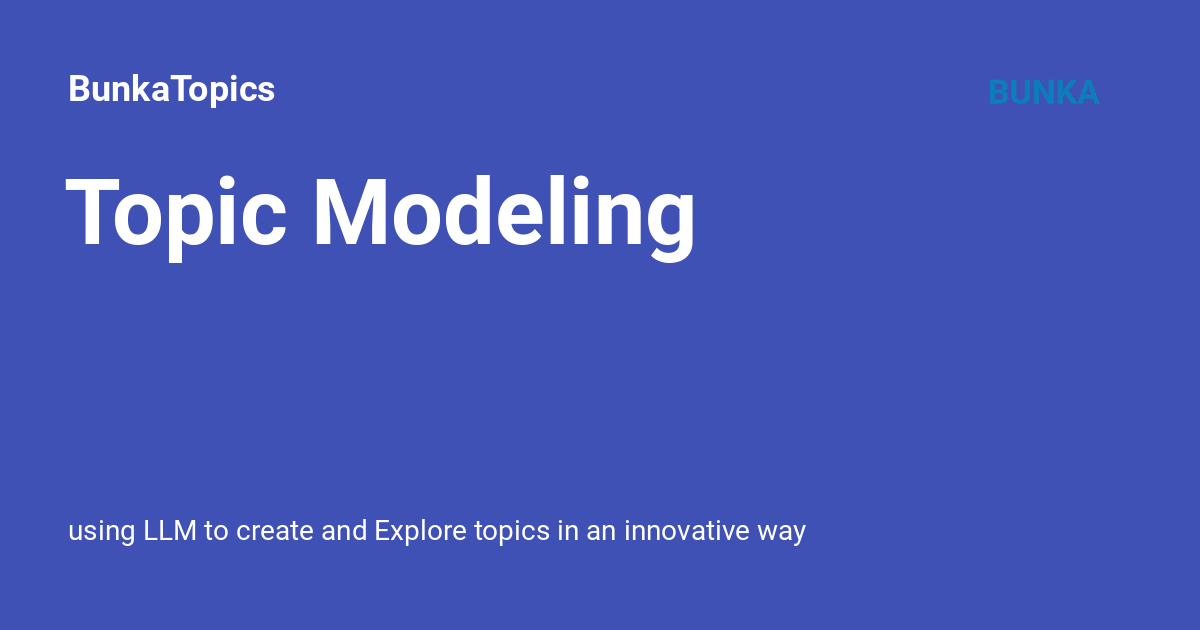 BunkaTopics
BUNKA
Topic Modeling
using LLM to create and Explore topics in an innovative way